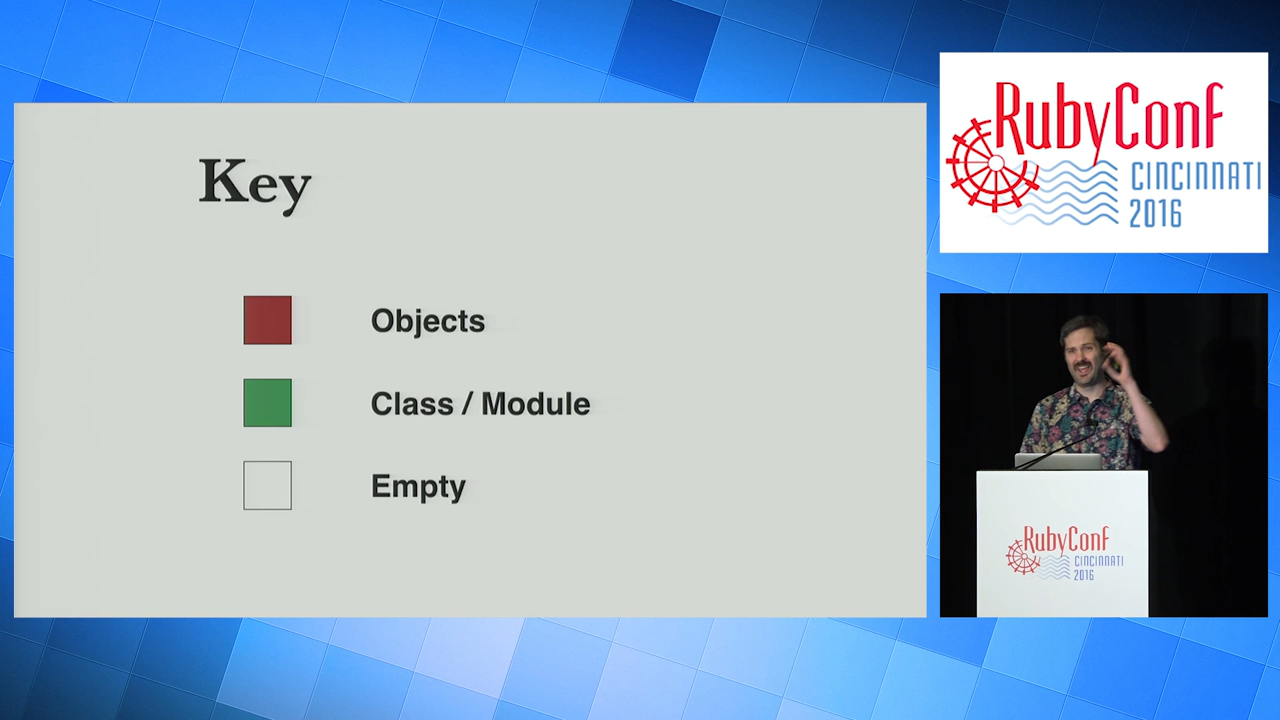 Key
Objects
Class / Module
Empty
RubyConf
CINCINNATI
2016
RubyConf
CINCINNATI
2016